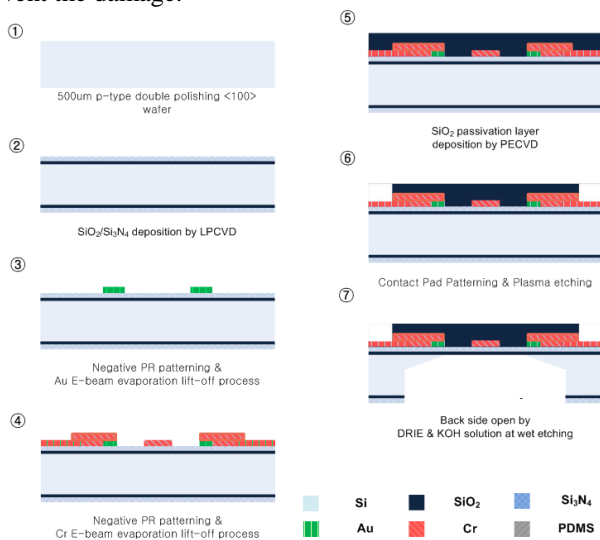 vent the damage.
①
500um p-type double polishing <100>
wafer
②
SiO₂/Si₃N₄ deposition by LPCVD
③
Negative PR patterning &
Au E-beam evaporation lift-off process
④
Negative PR patterning &
Cr E-beam evaporation lift-off process
⑤
SiO₂ passivation layer
deposition by PECVD
⑥
Contact Pad Patterning & Plasma etching
⑦
Back side open by
DRIE & KOH solution at wet etching
Si SiO₂ Si₃N₄
Au Cr PDMS